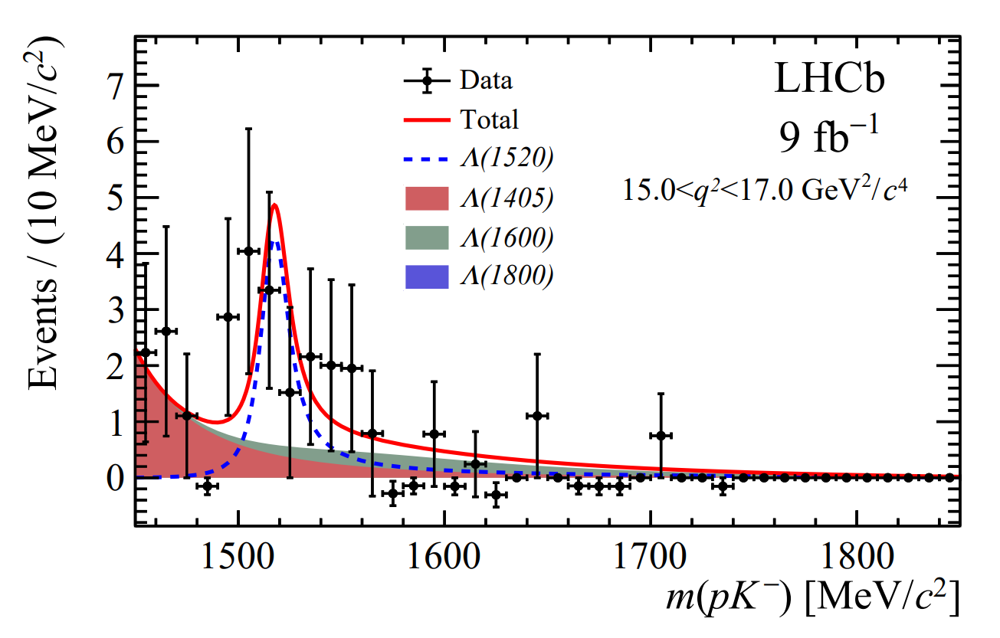 Events / (10 MeV/c²)
7
6
5
4
3
2
1
0
Data
Total
Λ(1520)
Λ(1405)
Λ(1600)
Λ(1800)
LHCb
9 fb⁻¹
15.0<q²<17.0 GeV²/c⁴
1500 1600 1700 1800
m(pK⁻) [MeV/c²]